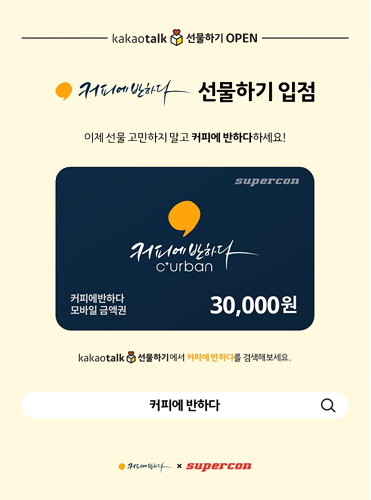 kakaotalk 선물하기 OPEN
커피에 반하다 선물하기 입점
이제 선물 고민하지 말고 커피에 반하다하세요!
supercon
커피에 반하다
c*urban
커피에반하다
모바일 금액권
30,000원
kakaotalk 선물하기에서 커피에 반하다를 검색해보세요.
커피에 반하다
커피에 반하다 × supercon